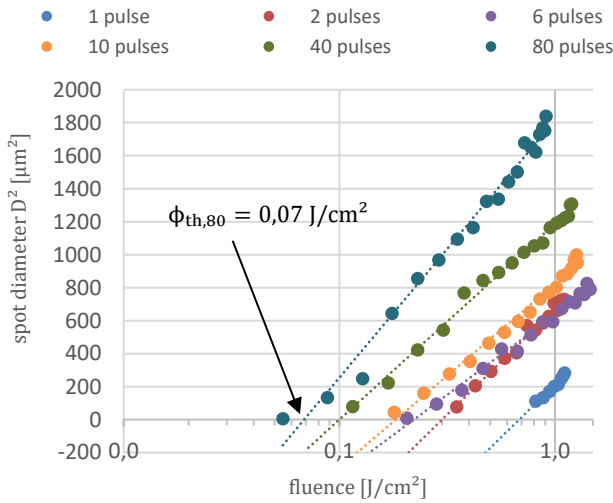 1 pulse 2 pulses 6 pulses
10 pulses 40 pulses 80 pulses
spot diameter D² [µm²]
2000
1800
1600
1400
1200
1000
800
600
400
200
0
-200
ϕth,80 = 0,07 J/cm²
0,0 0,1 1,0
fluence [J/cm²]